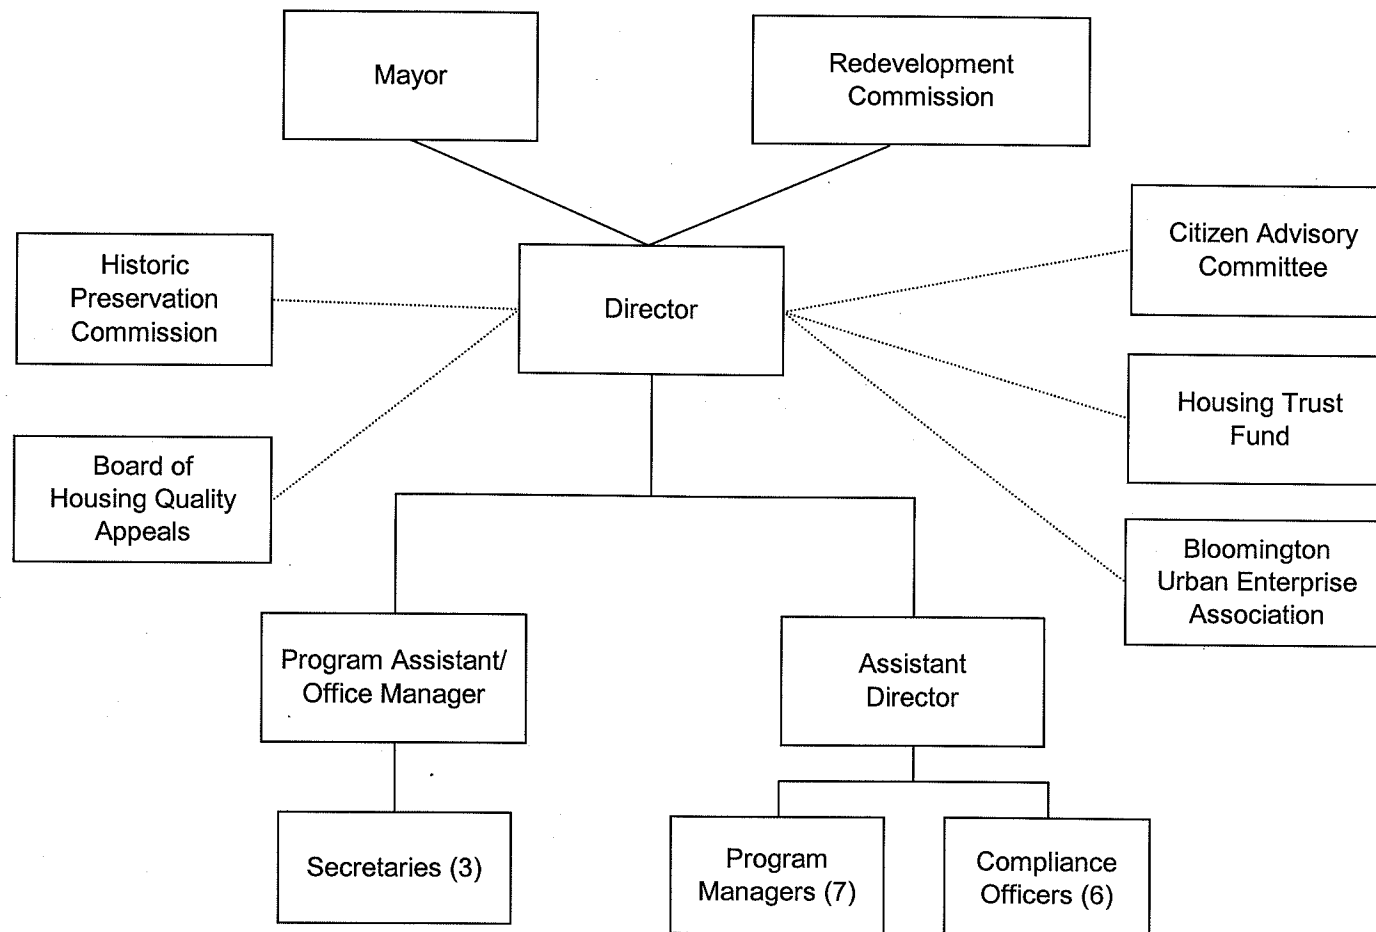 Mayor
Redevelopment
Commission
Citizen Advisory
Committee
Historic
Preservation
Commission
Director
Housing Trust
Fund
Board of
Housing Quality
Appeals
Bloomington
Urban Enterprise
Association
Program Assistant/
Office Manager
Assistant
Director
Secretaries (3)
Program
Managers (7)
Compliance
Officers (6)